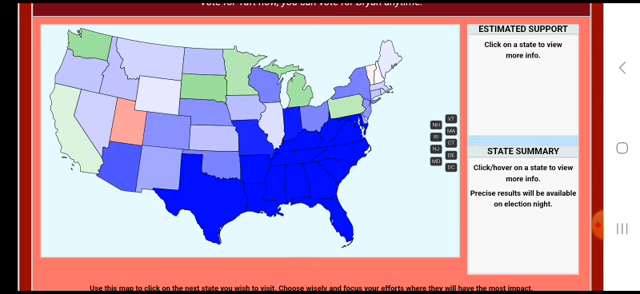 Vote for Taft now, you can vote for Bryan anytime.
ESTIMATED SUPPORT
Click on a state to view
more info.
VT
NH
MA
RI
CT
NJ
DE
MD
DC
STATE SUMMARY
Click/hover on a state to view
more info.
Precise results will be available
on election night.
Use this map to click on the next state you wish to visit. Choose wisely and focus your efforts where they will have the most impact.